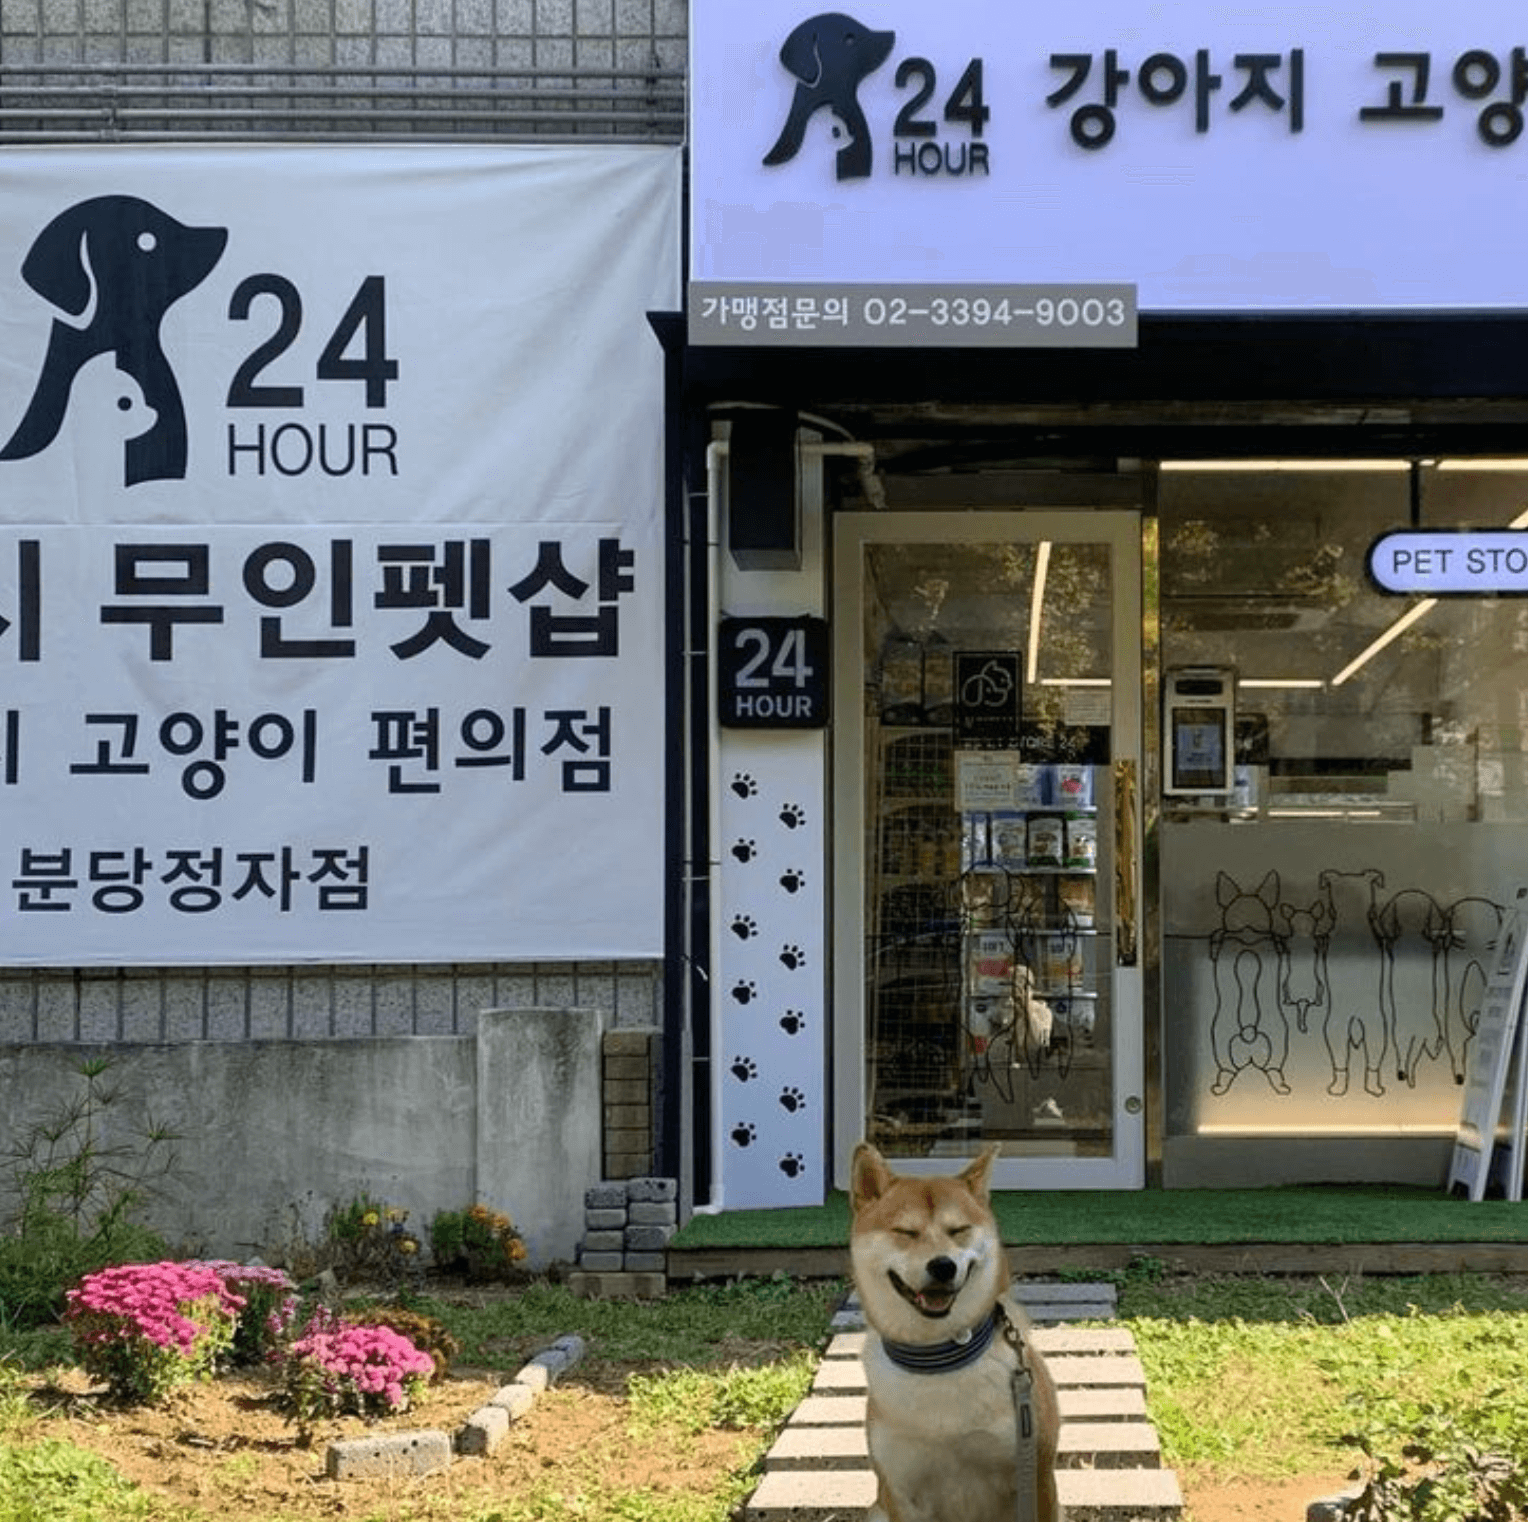 24
HOUR
강아지 고양
가맹점문의 02-3394-9003
24
HOUR
무인펫샵
고양이 편의점
분당정자점
24
HOUR
PET STO